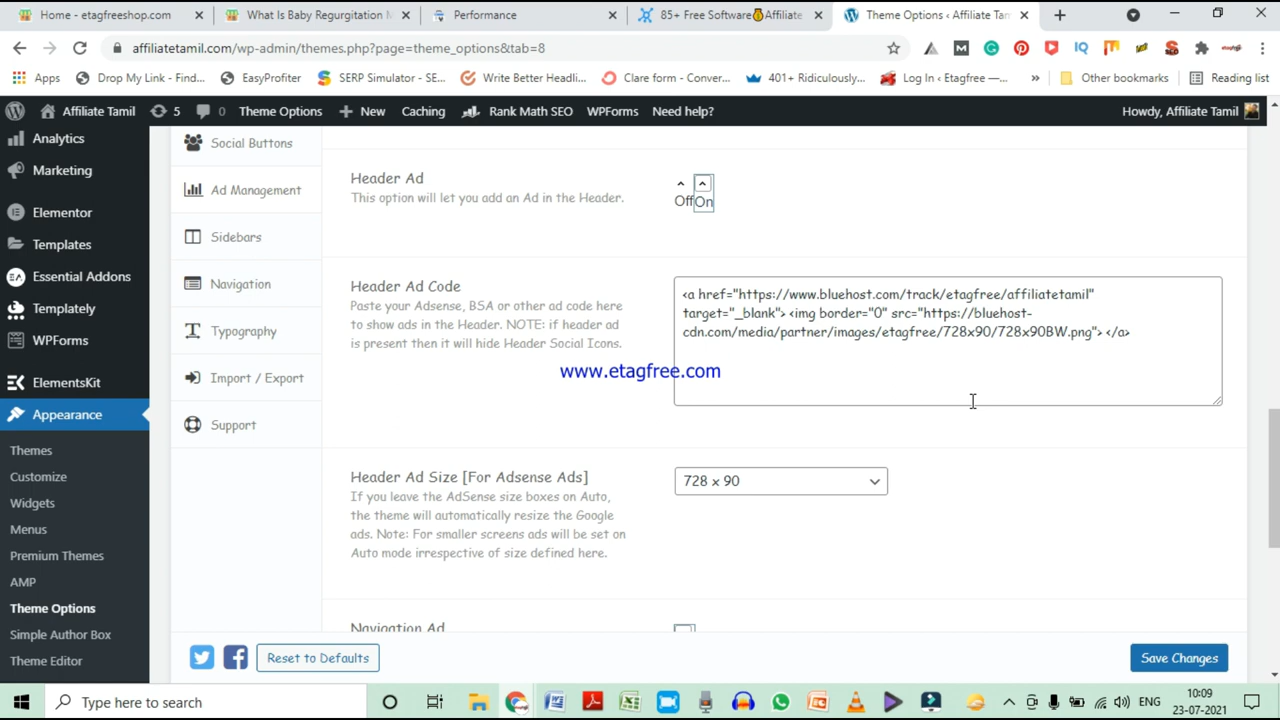 Home - etagfreeshop.com
What Is Baby Regurgitation M
Performance
85+ Free Software💰Affiliate
Theme Options ‹ Affiliate Tam
affiliatetamil.com/wp-admin/themes.php?page=theme_options&tab=8
Apps
Drop My Link - Find...
EasyProfiter
SERP Simulator - SE...
Write Better Headli...
Clare form - Conver...
401+ Ridiculously...
Log In ‹ Etagfree —...
»
Other bookmarks
Reading list
Affiliate Tamil
5
0
Theme Options
New
Caching
Rank Math SEO
WPForms
Need help?
Howdy, Affiliate Tamil
Analytics
Marketing
Elementor
Templates
Essential Addons
Templately
WPForms
ElementsKit
Appearance
Themes
Customize
Widgets
Menus
Premium Themes
AMP
Theme Options
Simple Author Box
Theme Editor
Social Buttons
Ad Management
Sidebars
Navigation
Typography
Import / Export
Support
Header Ad
This option will let you add an Ad in the Header.
Off On
Header Ad Code
Paste your Adsense, BSA or other ad code here
to show ads in the Header. NOTE: if header ad
is present then it will hide Header Social Icons.
<a href="https://www.bluehost.com/track/etagfree/affiliatetamil"
target="_blank"> <img border="0" src="https://bluehost-
cdn.com/media/partner/images/etagfree/728x90/728x90BW.png"> </a>
www.etagfree.com
Header Ad Size [For Adsense Ads]
If you leave the AdSense size boxes on Auto,
the theme will automatically resize the Google
ads. Note: For smaller screens ads will be set on
Auto mode irrespective of size defined here.
728 x 90
Navigation Ad
Reset to Defaults
Save Changes
Type here to search
ENG
10:09
23-07-2021